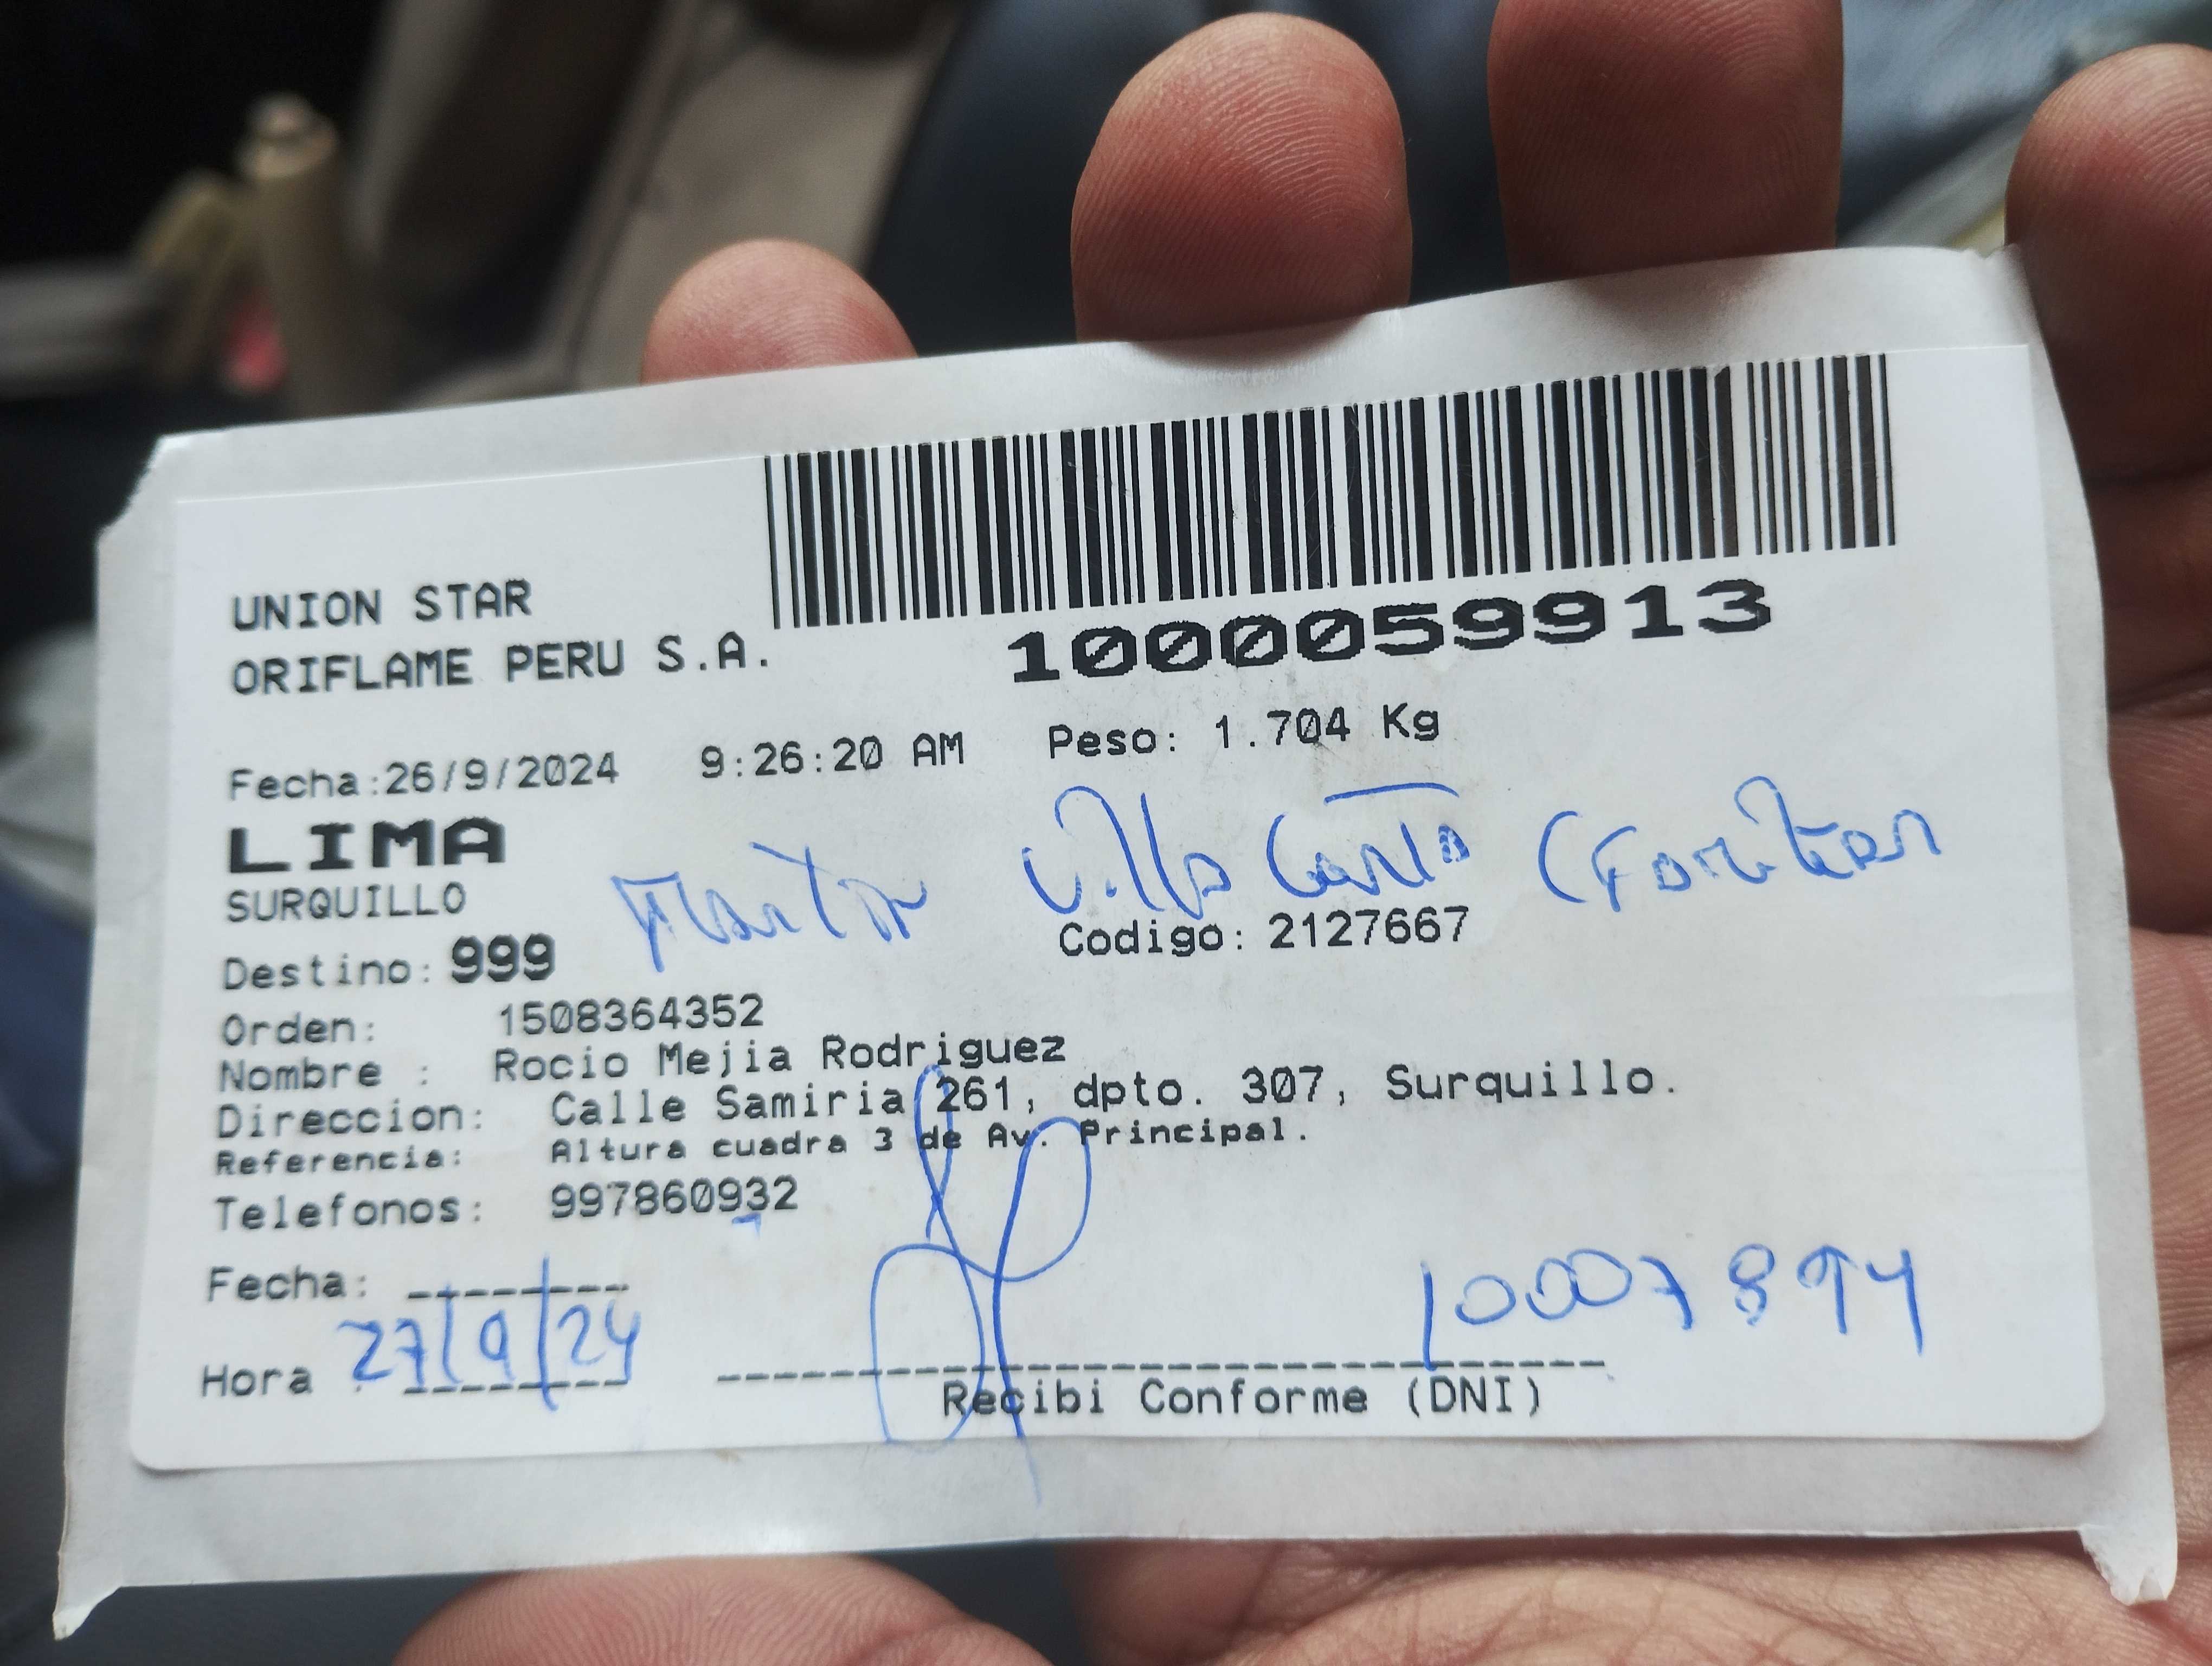 UNION STAR
ORIFLAME PERU S.A.
1000059913
Fecha:26/9/2024 9:26:20 AM Peso: 1.704 Kg
LIMA
SURQUILLO
Villa
Destino: 999 Codigo: 2127667
Orden: 1508364352
Nombre : Rocio Mejia Rodriguez
Direccion: Calle Samiria 261, dpto. 307, Surquillo.
Referencia: Altura cuadra 3 de Av. Principal.
Telefonos: 997860932
Fecha:
Hora : 27/9/24
10007894
Recibi Conforme (DNI)